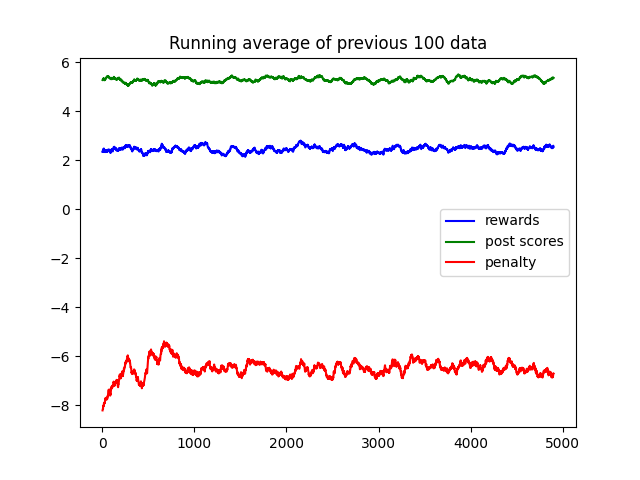 Running average of previous 100 data
6
4
2
0
−2
−4
−6
−8
rewards
post scores
penalty
0 1000 2000 3000 4000 5000